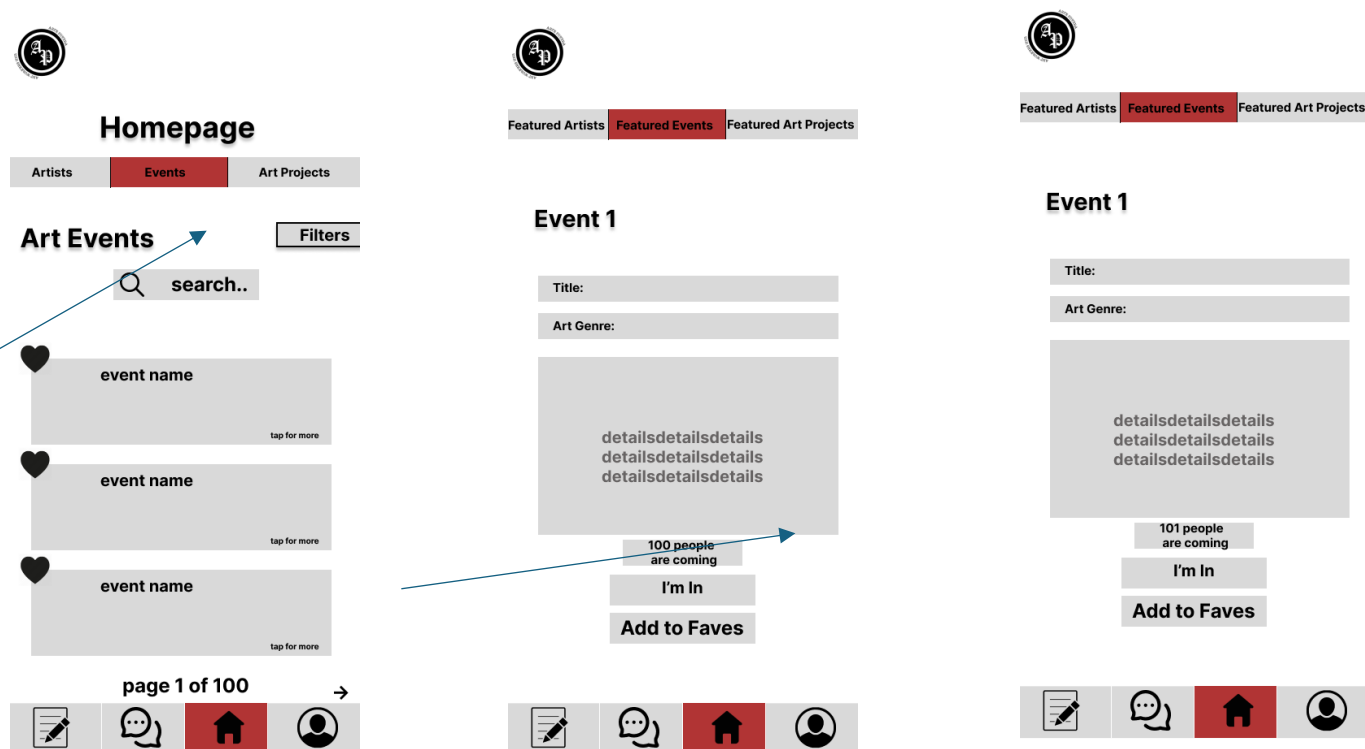 AP
Homepage
Artists Events Art Projects
Art Events
Filters
search..
event name
tap for more
event name
tap for more
event name
tap for more
page 1 of 100
AP
Featured Artists Featured Events Featured Art Projects
Event 1
Title:
Art Genre:
detailsdetailsdetails
detailsdetailsdetails
detailsdetailsdetails
100 people
are coming
I'm In
Add to Faves
AP
Featured Artists Featured Events Featured Art Projects
Event 1
Title:
Art Genre:
detailsdetailsdetails
detailsdetailsdetails
detailsdetailsdetails
101 people
are coming
I'm In
Add to Faves